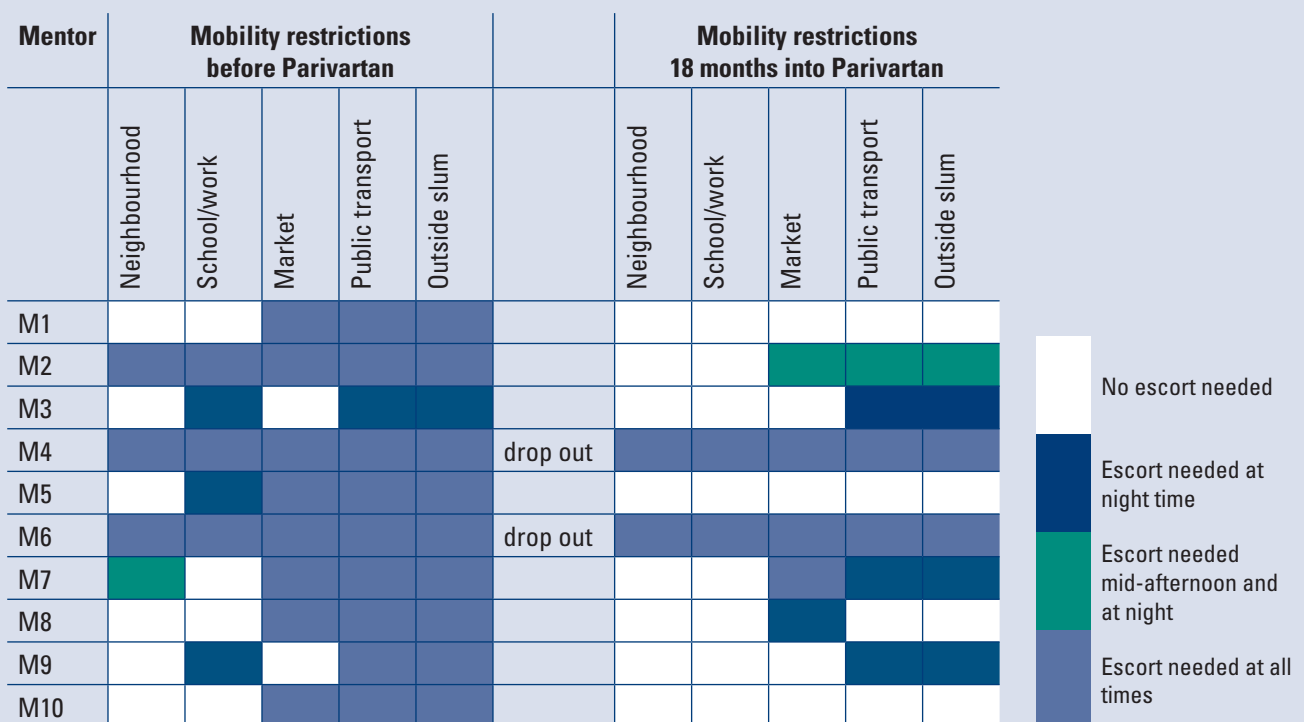 Mentor
Mobility restrictions
before Parivartan
Mobility restrictions
18 months into Parivartan
Neighbourhood
School/work
Market
Public transport
Outside slum
Neighbourhood
School/work
Market
Public transport
Outside slum
M1
M2
M3
M4 drop out
M5
M6 drop out
M7
M8
M9
M10
No escort needed
Escort needed at
night time
Escort needed
mid-afternoon and
at night
Escort needed at all
times